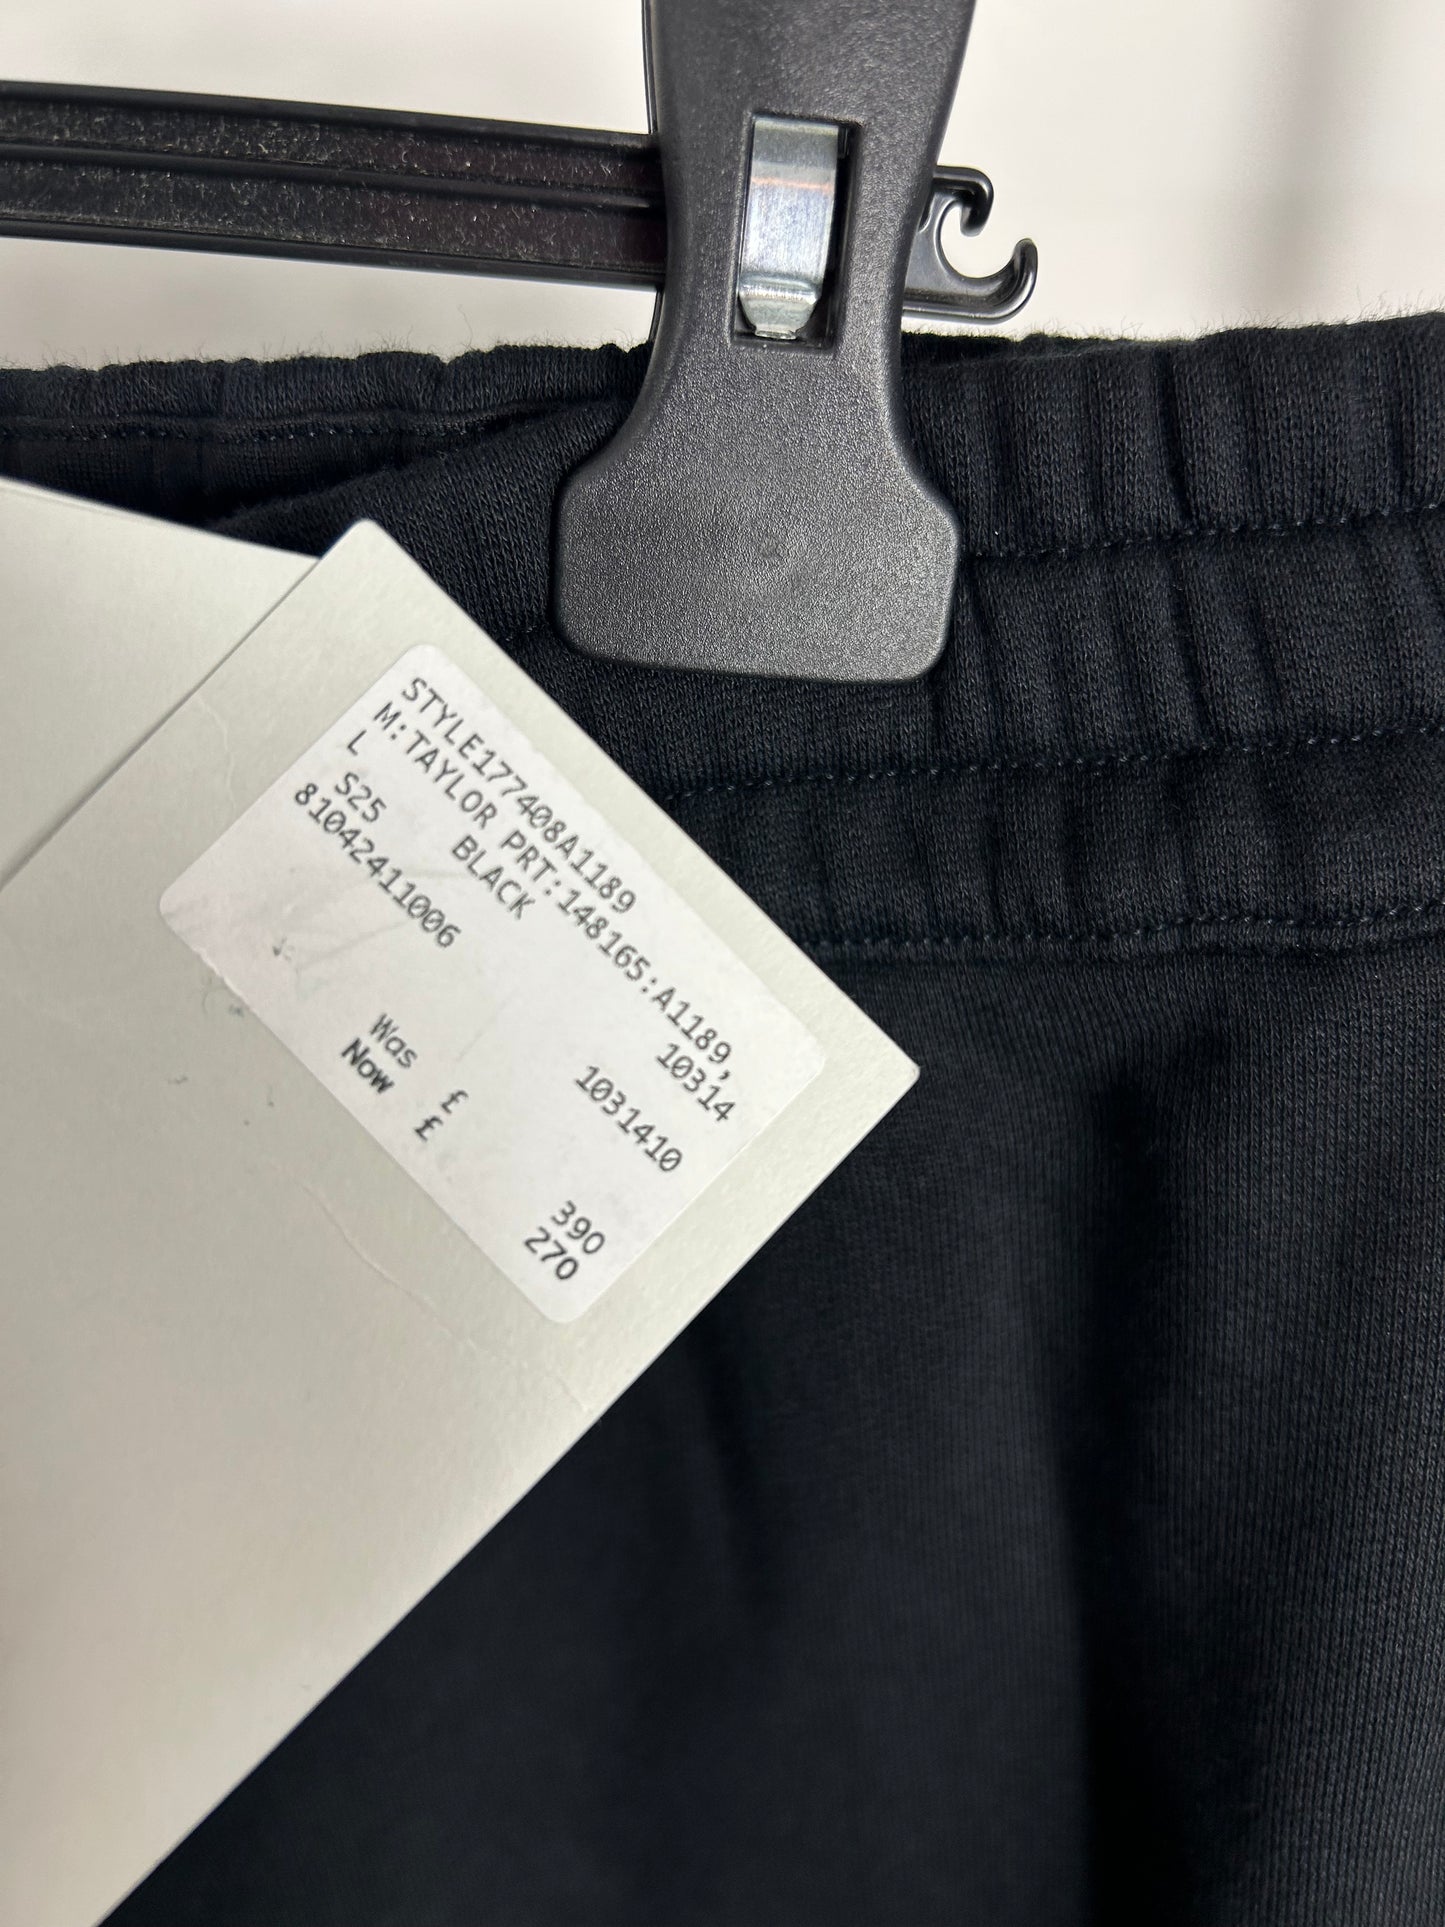 STYLE177408A1189
M:TAYLOR PRT:148165:A1189,
L BLACK 10314
S25
81042411006 1031410
Was £ 390
Now £ 270